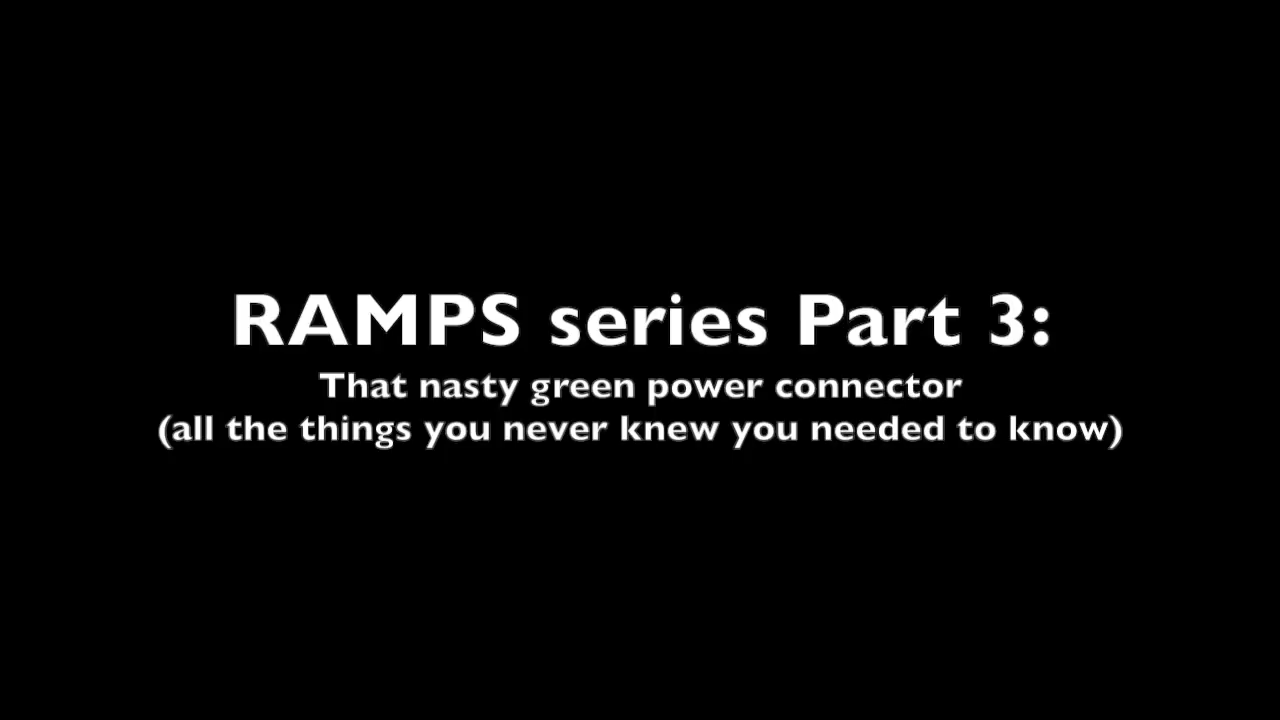 RAMPS series Part 3:
That nasty green power connector
(all the things you never knew you needed to know)